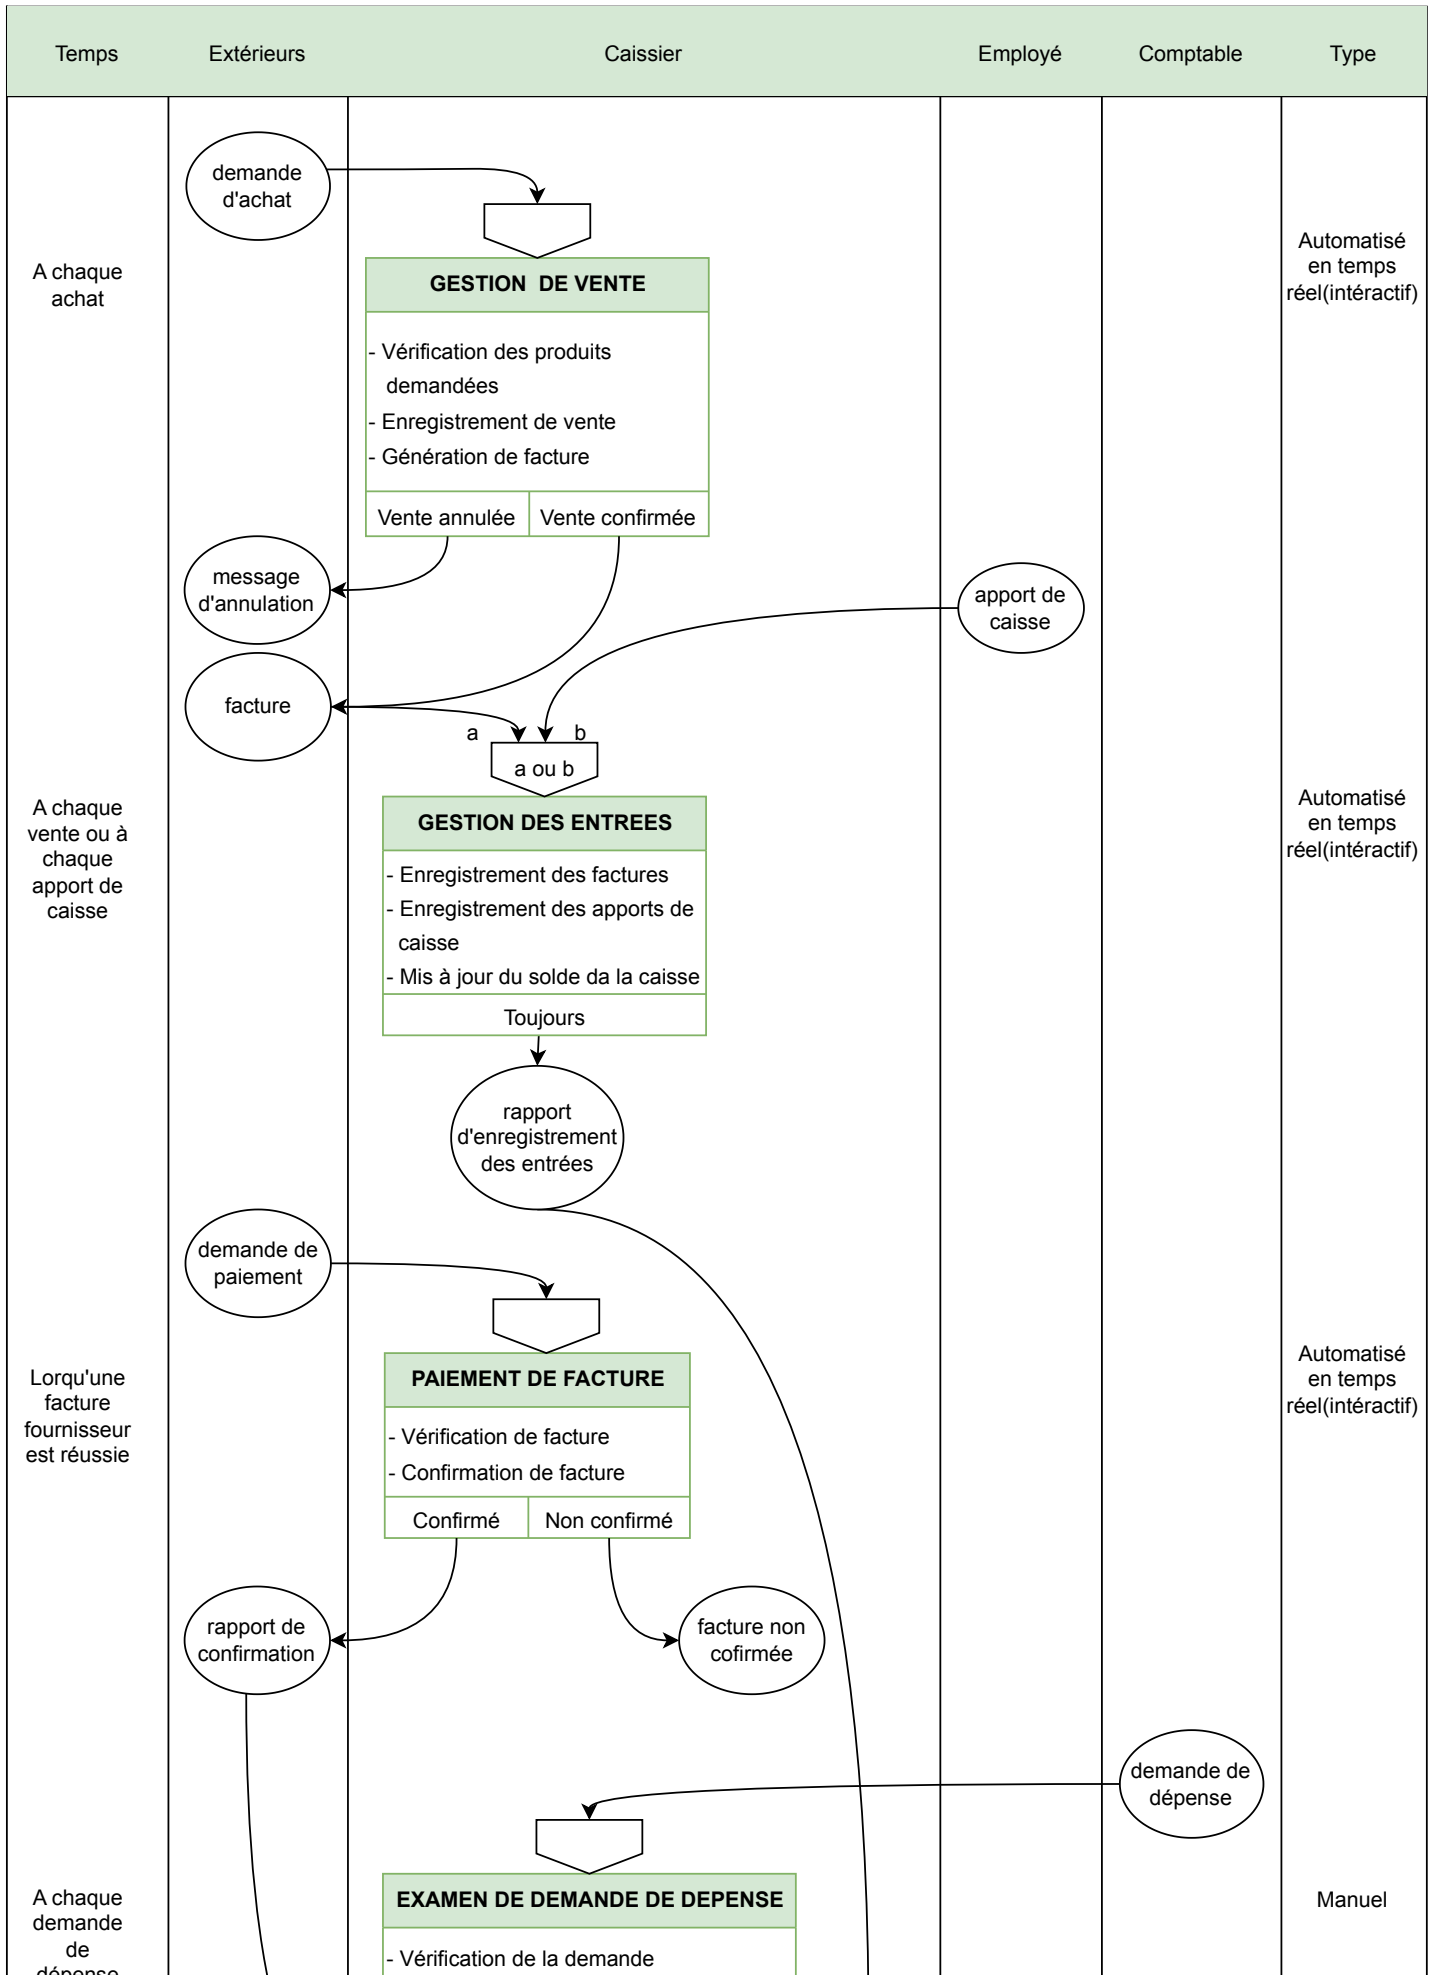 Temps
Extérieurs
Caissier
Employé
Comptable
Type
demande
d'achat
A chaque
achat
Automatisé
en temps
réel(intéractif)
GESTION  DE VENTE
- Vérification des produits
demandées
- Enregistrement de vente
- Génération de facture
Vente annulée
Vente confirmée
message
d'annulation
apport de
caisse
facture
a
b
a ou b
A chaque
vente ou à
chaque
apport de
caisse
Automatisé
en temps
réel(intéractif)
GESTION DES ENTREES
- Enregistrement des factures
- Enregistrement des apports de
caisse
- Mis à jour du solde da la caisse
Toujours
rapport
d'enregistrement
des entrées
demande de
paiement
Lorqu'une
facture
fournisseur
est réussie
Automatisé
en temps
réel(intéractif)
PAIEMENT DE FACTURE
- Vérification de facture
- Confirmation de facture
Confirmé
Non confirmé
rapport de
confirmation
facture non
cofirmée
demande de
dépense
A chaque
demande
de
dépense
EXAMEN DE DEMANDE DE DEPENSE
Manuel
- Vérification de la demande